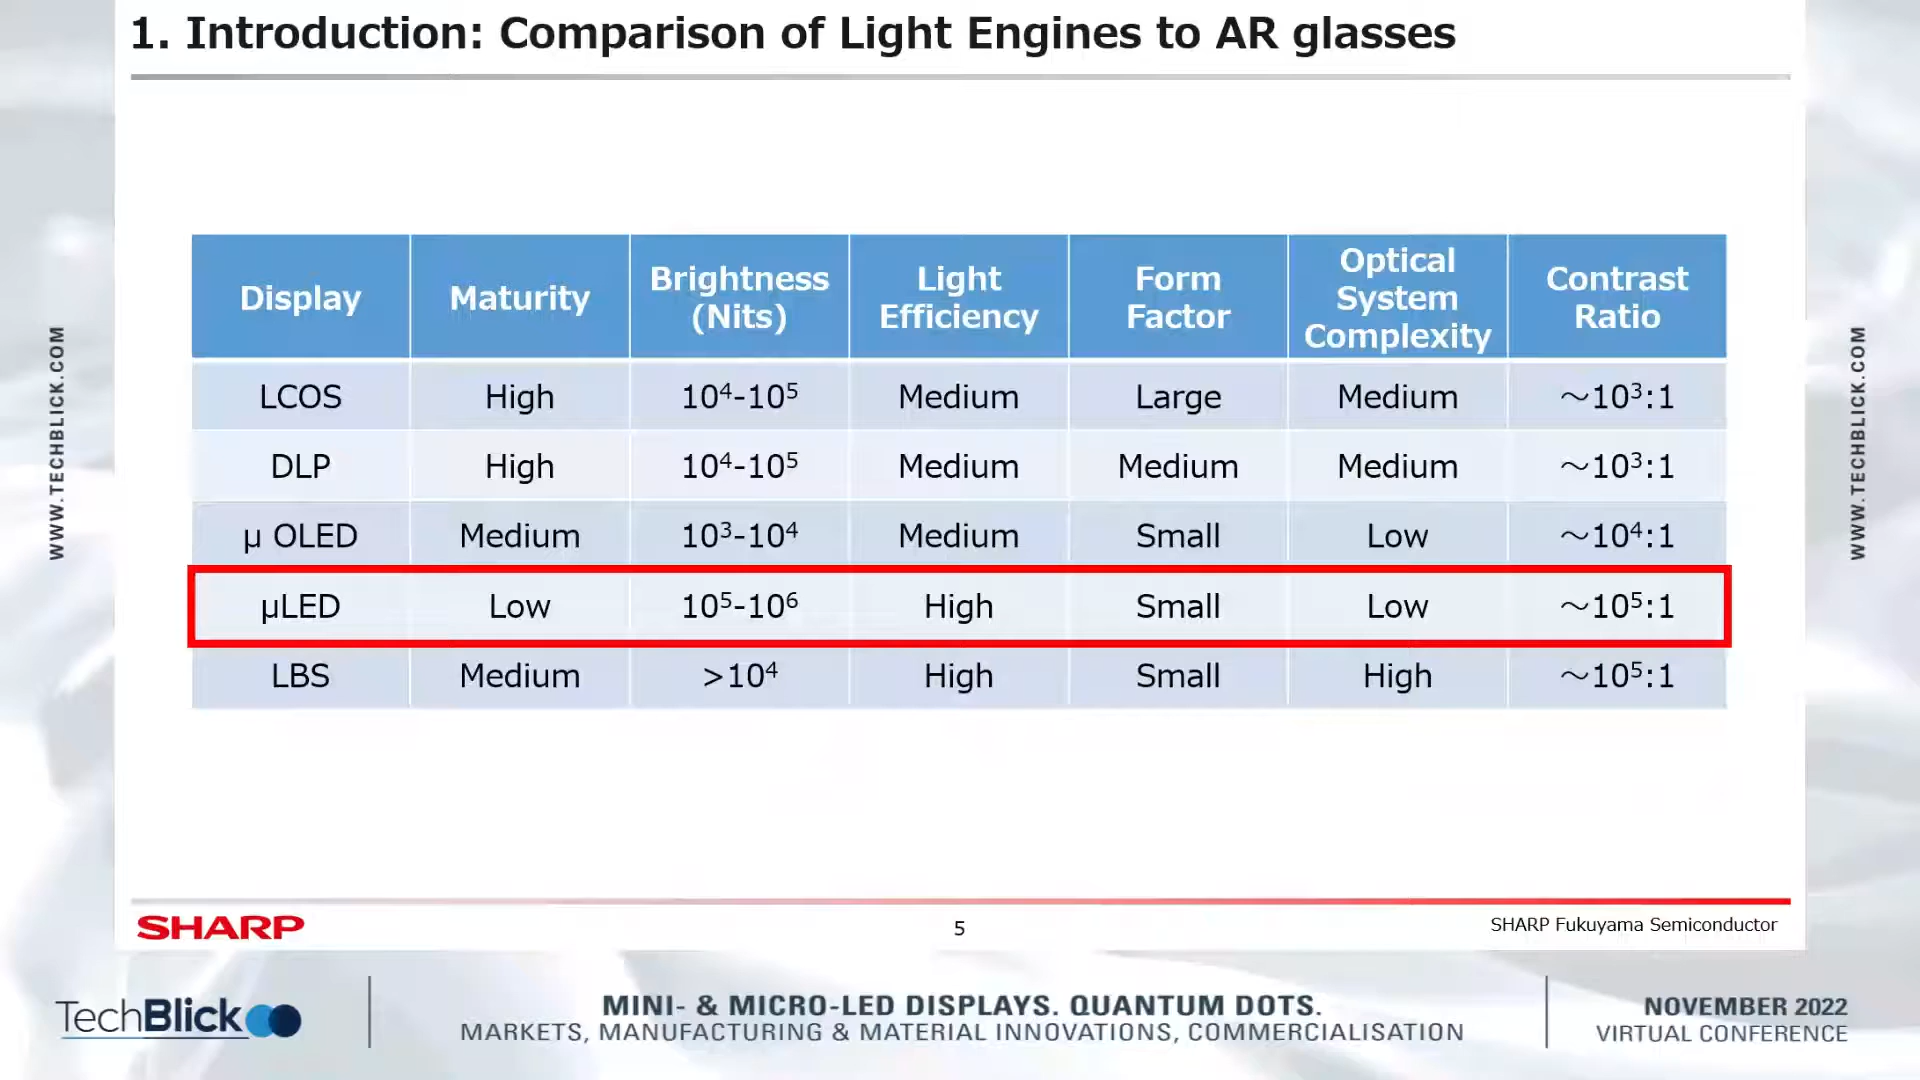 1. Introduction: Comparison of Light Engines to AR glasses
Display Maturity Brightness (Nits) Light Efficiency Form Factor Optical System Complexity Contrast Ratio
LCOS High 10⁴-10⁵ Medium Large Medium ～10³:1
DLP High 10⁴-10⁵ Medium Medium Medium ～10³:1
μ OLED Medium 10³-10⁴ Medium Small Low ～10⁴:1
μLED Low 10⁵-10⁶ High Small Low ～10⁵:1
LBS Medium >10⁴ High Small High ～10⁵:1
WWW.TECHBLICK.COM
WWW.TECHBLICK.COM
SHARP
5
SHARP Fukuyama Semiconductor
TechBlick
MINI- & MICRO-LED DISPLAYS. QUANTUM DOTS.
MARKETS, MANUFACTURING & MATERIAL INNOVATIONS, COMMERCIALISATION
NOVEMBER 2022
VIRTUAL CONFERENCE